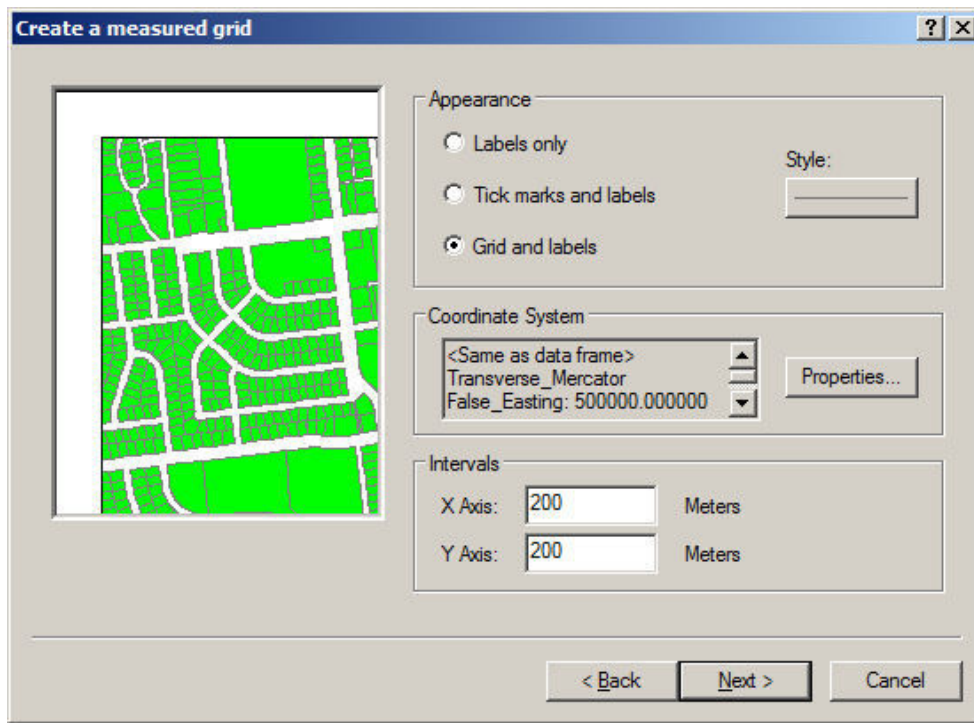 Create a measured grid
Appearance
Labels only
Tick marks and labels
Grid and labels
Style:
Coordinate System
<Same as data frame>
Transverse_Mercator
False_Easting: 500000.000000
Properties...
Intervals
X Axis: 200 Meters
Y Axis: 200 Meters
< Back Next > Cancel